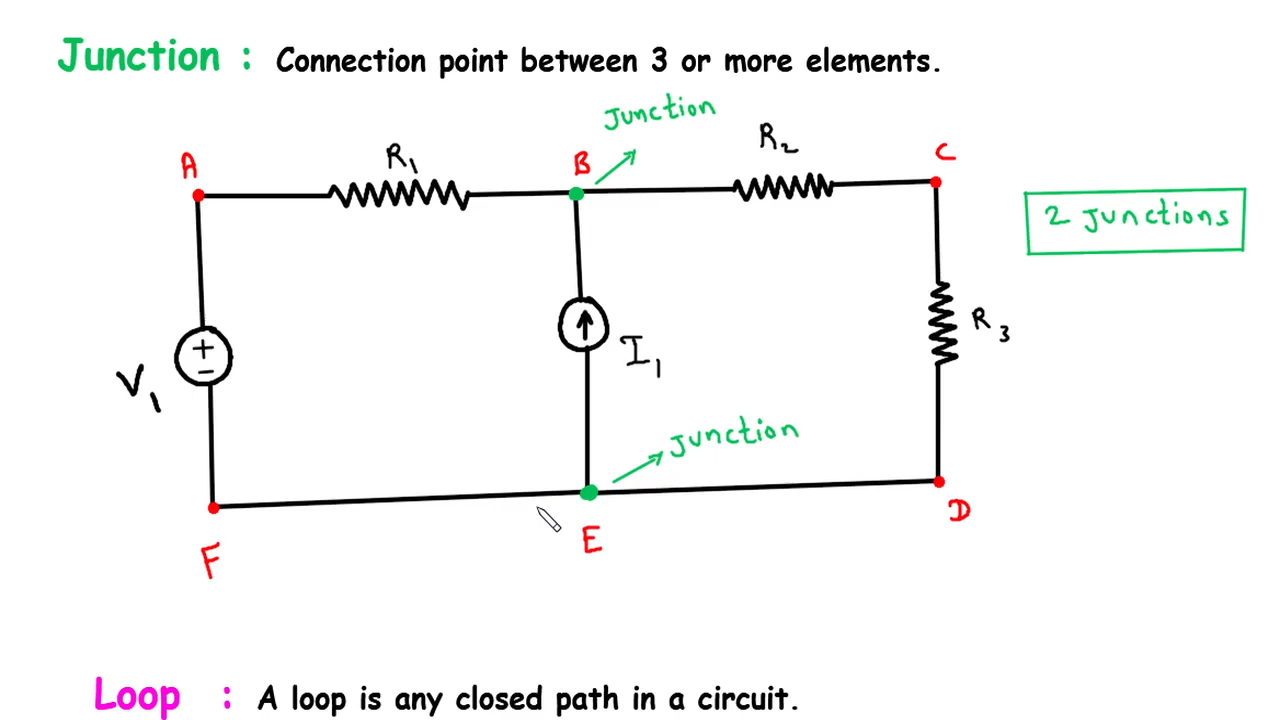 Junction : Connection point between 3 or more elements.
Junction
A
R1
B
R2
C
2 Junctions
+
−
V1
I1
R3
Junction
F
E
D
Loop : A loop is any closed path in a circuit.